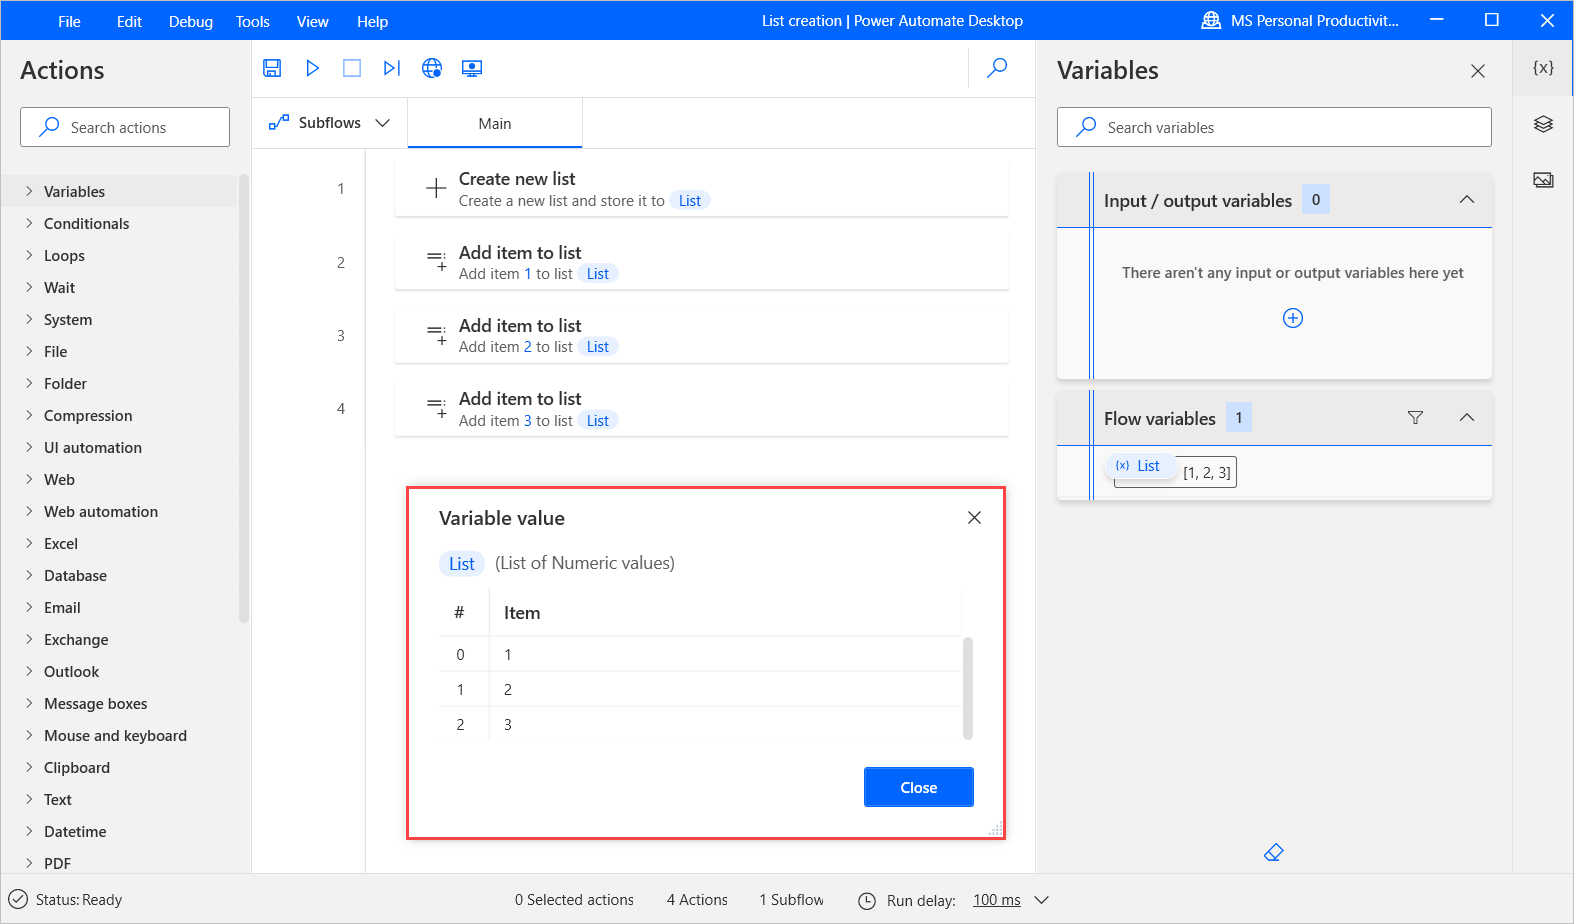 File Edit Debug Tools View Help
List creation | Power Automate Desktop
MS Personal Productivit...
Actions
Search actions
Variables
Conditionals
Loops
Wait
System
File
Folder
Compression
UI automation
Web
Web automation
Excel
Database
Email
Exchange
Outlook
Message boxes
Mouse and keyboard
Clipboard
Text
Datetime
PDF
Subflows
Main
1
Create new list
Create a new list and store it to List
2
Add item to list
Add item 1 to list List
3
Add item to list
Add item 2 to list List
4
Add item to list
Add item 3 to list List
Variable value
List (List of Numeric values)
# Item
0 1
1 2
2 3
Close
Variables
Search variables
Input / output variables 0
There aren't any input or output variables here yet
Flow variables 1
{x} List [1, 2, 3]
{x}
Status: Ready
0 Selected actions
4 Actions
1 Subflow
Run delay: 100 ms